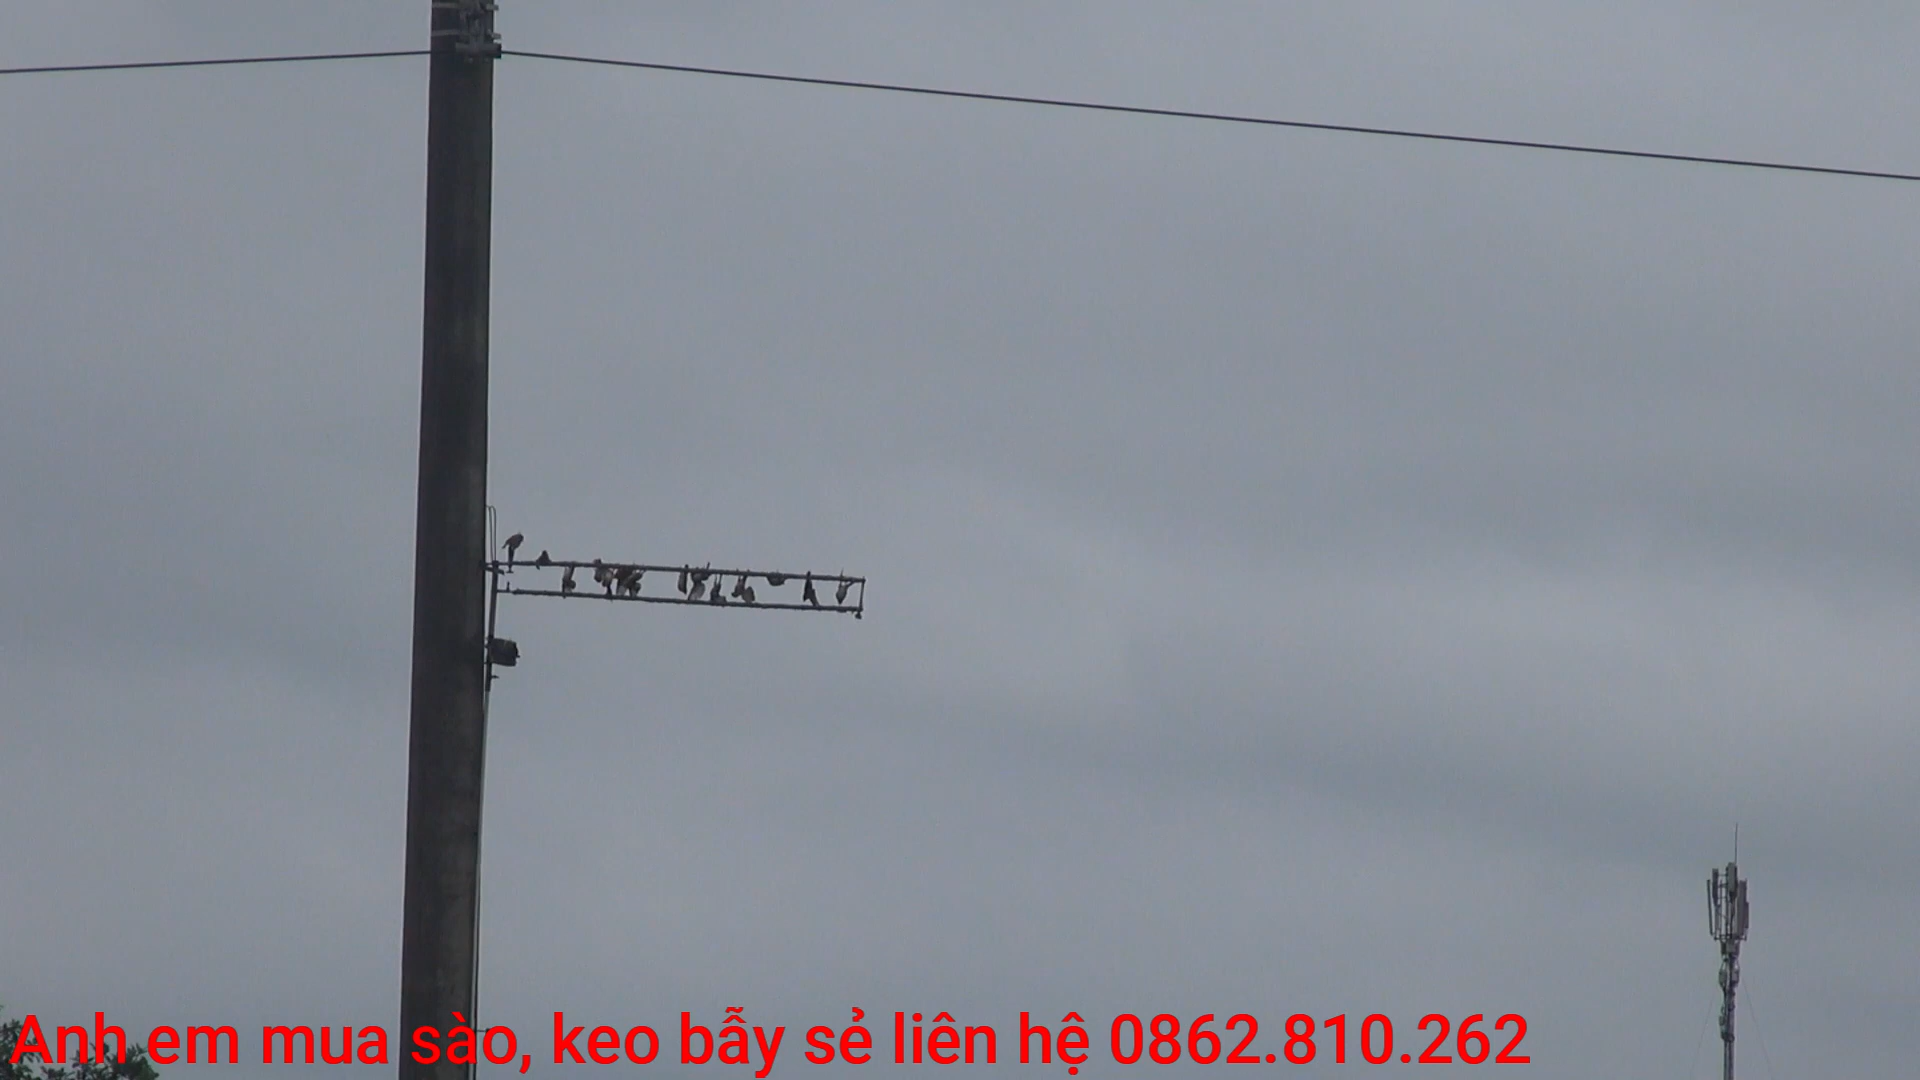 Anh em mua sào, keo bẫy sẻ liên hệ 0862.810.262